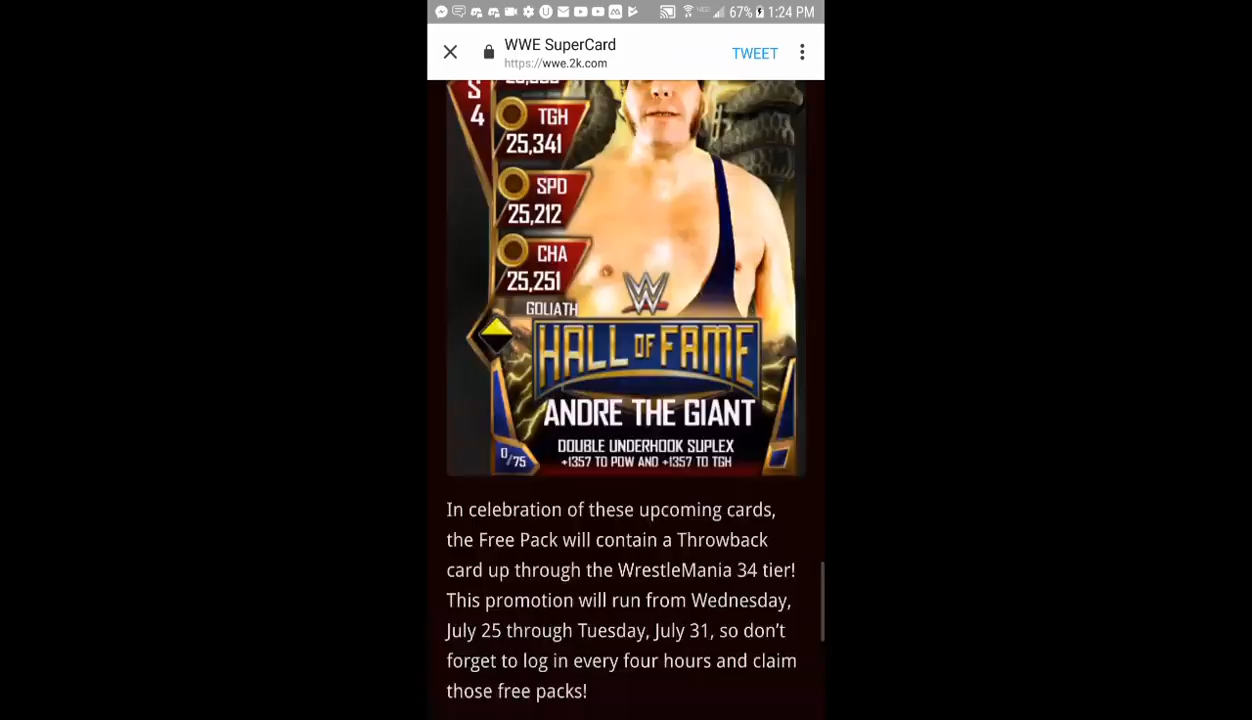 67% 1:24 PM
WWE SuperCard
https://wwe.2k.com
TWEET
S
4
TGH
25,341
SPD
25,212
CHA
25,251
GOLIATH
W
HALL OF FAME
ANDRE THE GIANT
DOUBLE UNDERHOOK SUPLEX
0/75
+1357 TO POW AND +1357 TO TGH
In celebration of these upcoming cards,
the Free Pack will contain a Throwback
card up through the WrestleMania 34 tier!
This promotion will run from Wednesday,
July 25 through Tuesday, July 31, so don’t
forget to log in every four hours and claim
those free packs!